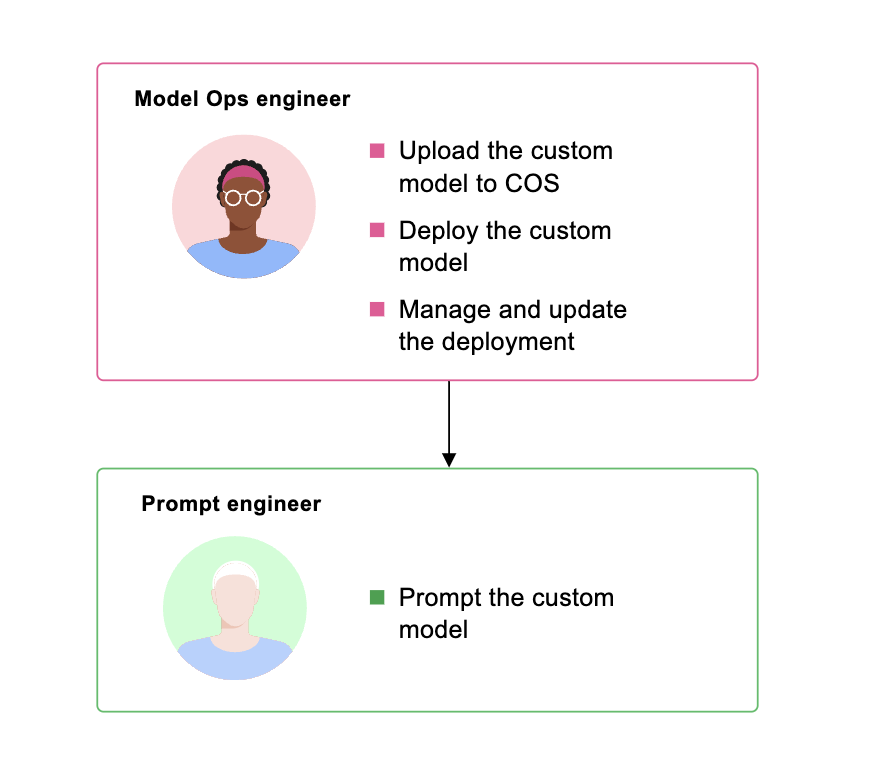 Model Ops engineer
Upload the custom
model to COS
Deploy the custom
model
Manage and update
the deployment
Prompt engineer
Prompt the custom
model